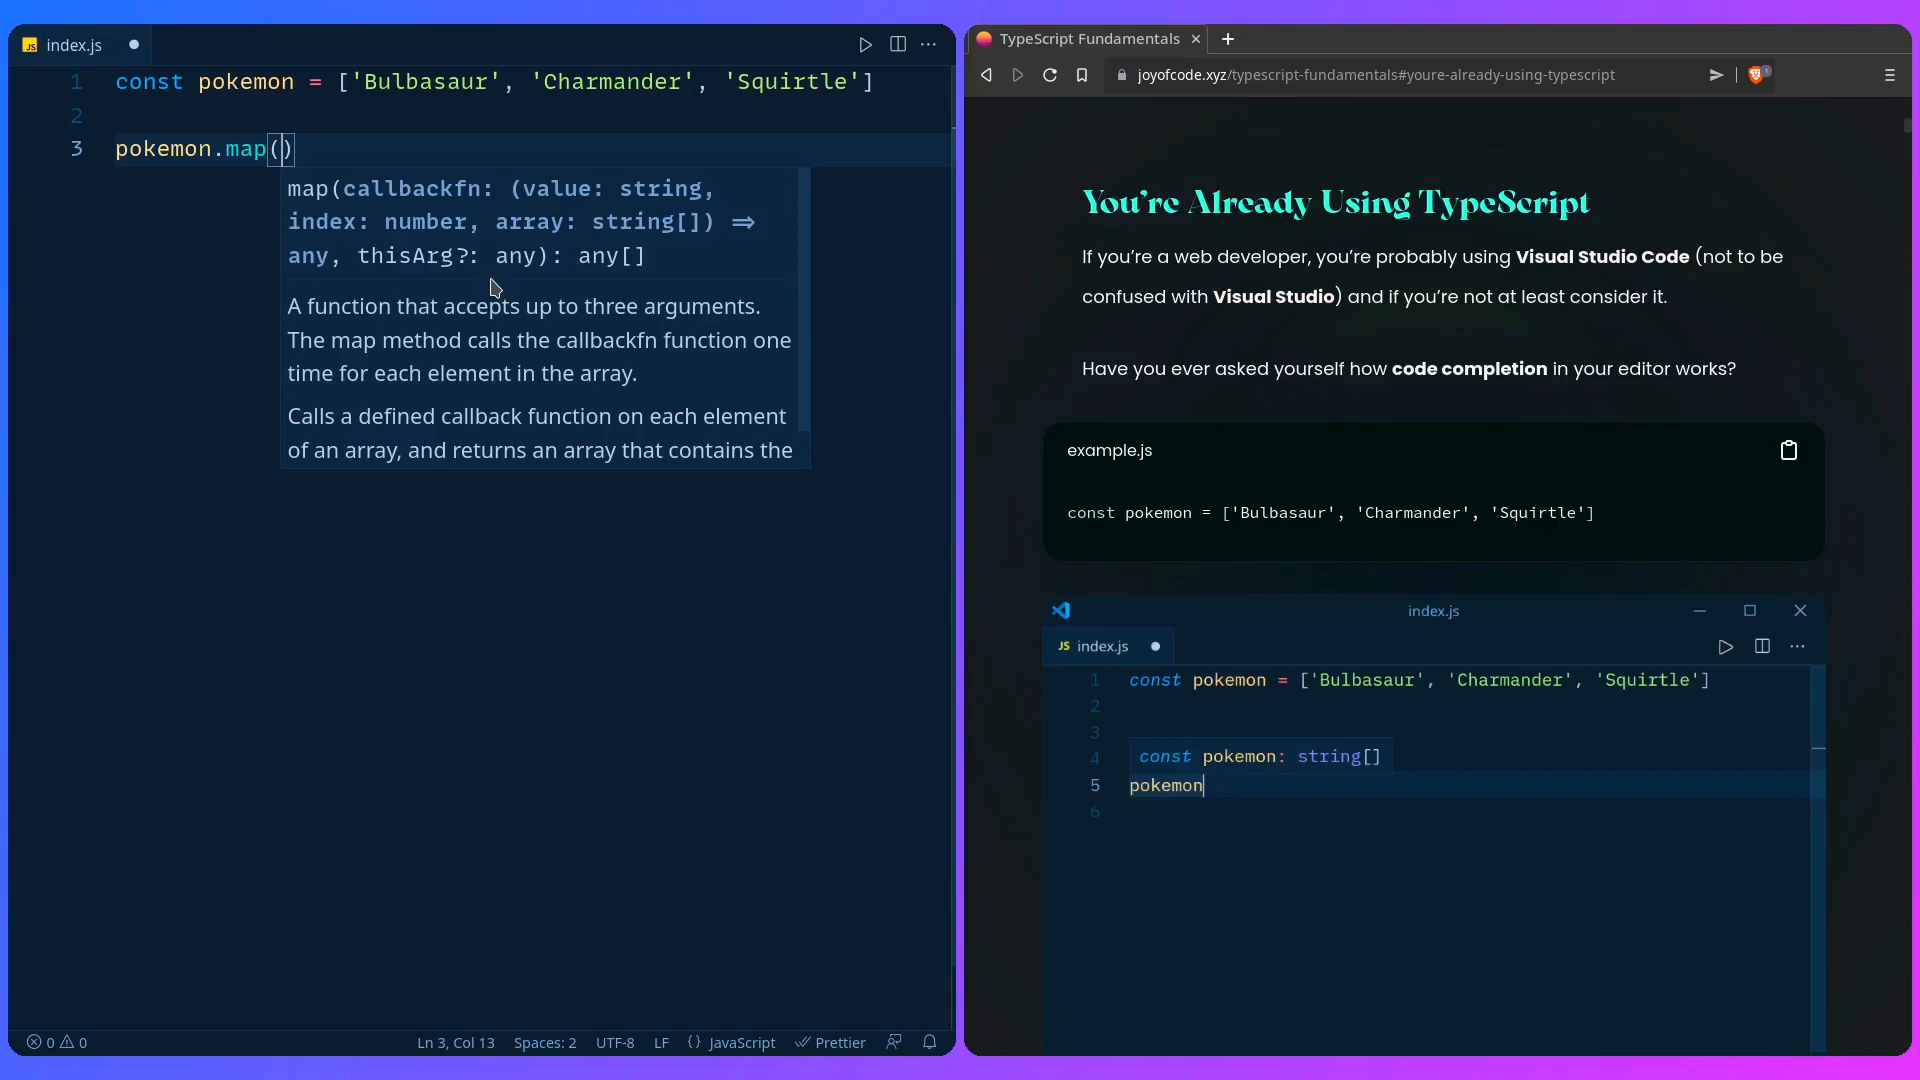 JS index.js
1 const pokemon = ['Bulbasaur', 'Charmander', 'Squirtle']
2
3 pokemon.map()
map(callbackfn: (value: string,
index: number, array: string[]) =>
any, thisArg?: any): any[]
A function that accepts up to three arguments.
The map method calls the callbackfn function one
time for each element in the array.
Calls a defined callback function on each element
of an array, and returns an array that contains the
0 0 Ln 3, Col 13 Spaces: 2 UTF-8 LF {} JavaScript Prettier
TypeScript Fundamentals
joyofcode.xyz/typescript-fundamentals#youre-already-using-typescript
1
You're Already Using TypeScript
If you're a web developer, you're probably using Visual Studio Code (not to be
confused with Visual Studio) and if you're not at least consider it.
Have you ever asked yourself how code completion in your editor works?
example.js
const pokemon = ['Bulbasaur', 'Charmander', 'Squirtle']
index.js
JS index.js
1 const pokemon = ['Bulbasaur', 'Charmander', 'Squirtle']
2
3
4 const pokemon: string[]
5 pokemon
6